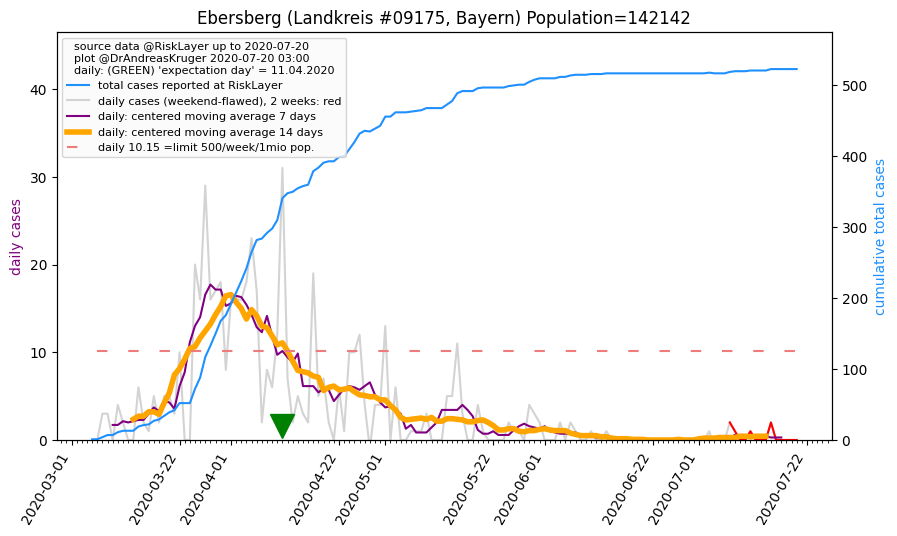 Ebersberg (Landkreis #09175, Bayern) Population=142142
source data @RiskLayer up to 2020-07-20
plot @DrAndreasKruger 2020-07-20 03:00
daily: (GREEN) 'expectation day' = 11.04.2020
total cases reported at RiskLayer
daily cases (weekend-flawed), 2 weeks: red
daily: centered moving average 7 days
daily: centered moving average 14 days
daily 10.15 =limit 500/week/1mio pop.
daily cases
40
30
20
10
0
500
400
300
200
100
0
cumulative total cases
2020-03-01
2020-03-22
2020-04-01
2020-04-22
2020-05-01
2020-05-22
2020-06-01
2020-06-22
2020-07-01
2020-07-22